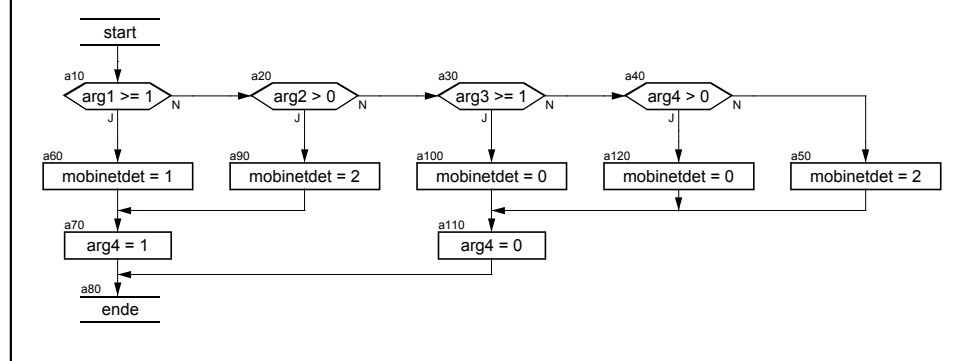 start
a10
arg1 >= 1
N
J
a20
arg2 > 0
N
J
a30
arg3 >= 1
N
J
a40
arg4 > 0
N
J
a60
mobinetdet = 1
a90
mobinetdet = 2
a100
mobinetdet = 0
a120
mobinetdet = 0
a50
mobinetdet = 2
a70
arg4 = 1
a110
arg4 = 0
a80
ende